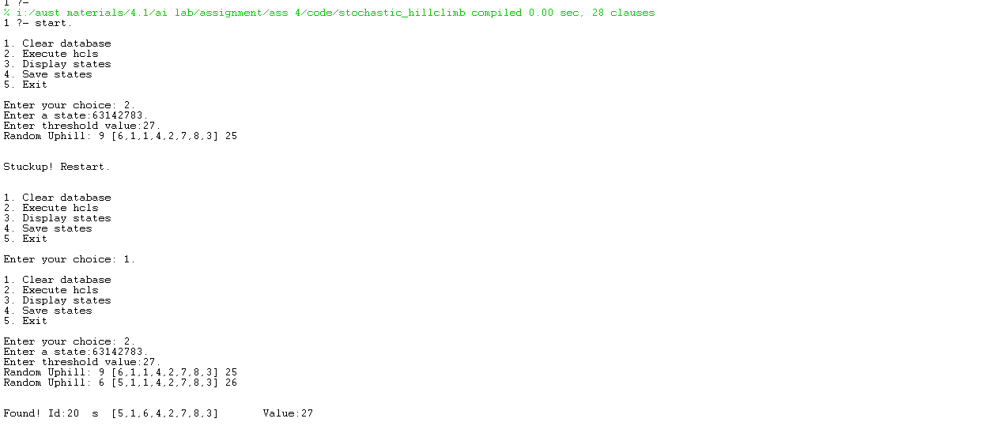 1 ?-
% i:/aust materials/4.1/ai lab/assignment/ass 4/code/stochastic_hillclimb compiled 0.00 sec, 28 clauses
1 ?- start.
1. Clear database
2. Execute hcls
3. Display states
4. Save states
5. Exit
Enter your choice: 2.
Enter a state:63142783.
Enter threshold value:27.
Random Uphill: 9 [6,1,1,4,2,7,8,3] 25
Stuckup! Restart.
1. Clear database
2. Execute hcls
3. Display states
4. Save states
5. Exit
Enter your choice: 1.
1. Clear database
2. Execute hcls
3. Display states
4. Save states
5. Exit
Enter your choice: 2.
Enter a state:63142783.
Enter threshold value:27.
Random Uphill: 9 [6,1,1,4,2,7,8,3] 25
Random Uphill: 6 [5,1,1,4,2,7,8,3] 26
Found! Id:20  s  [5,1,6,4,2,7,8,3]       Value:27